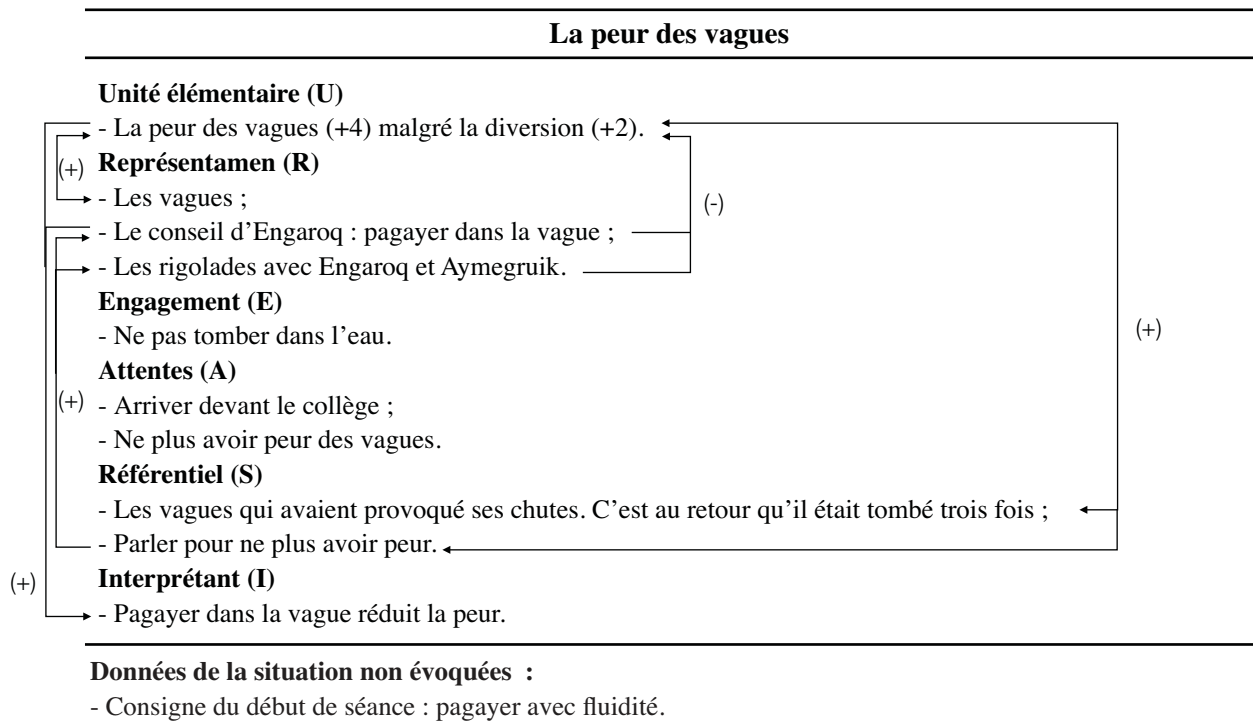 La peur des vagues
Unité élémentaire (U)
- La peur des vagues (+4) malgré la diversion (+2).
(+) Représentamen (R)
- Les vagues ;
(-)
- Le conseil d’Engaroq : pagayer dans la vague ;
- Les rigolades avec Engaroq et Aymegruik.
Engagement (E)
- Ne pas tomber dans l’eau.
(+)
Attentes (A)
(+) - Arriver devant le collège ;
- Ne plus avoir peur des vagues.
Référentiel (S)
- Les vagues qui avaient provoqué ses chutes. C’est au retour qu’il était tombé trois fois ;
- Parler pour ne plus avoir peur.
(+) Interprétant (I)
- Pagayer dans la vague réduit la peur.
Données de la situation non évoquées :
- Consigne du début de séance : pagayer avec fluidité.